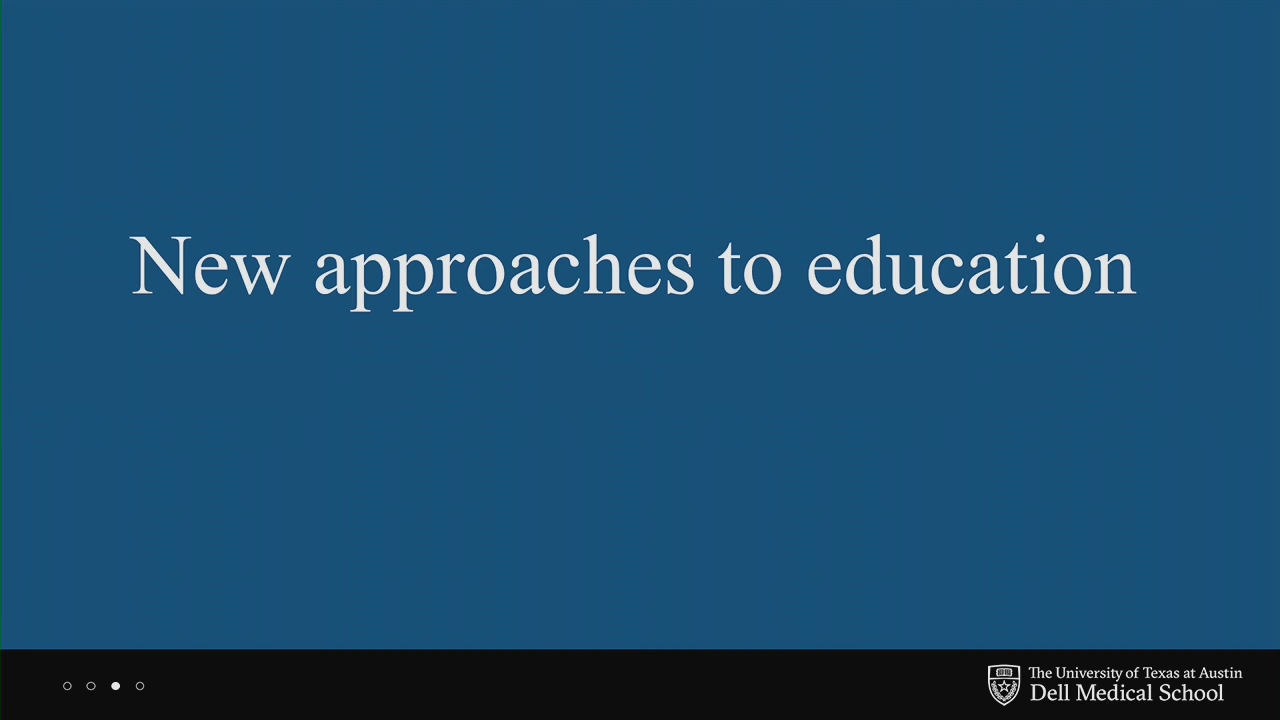 New approaches to education
The University of Texas at Austin
Dell Medical School